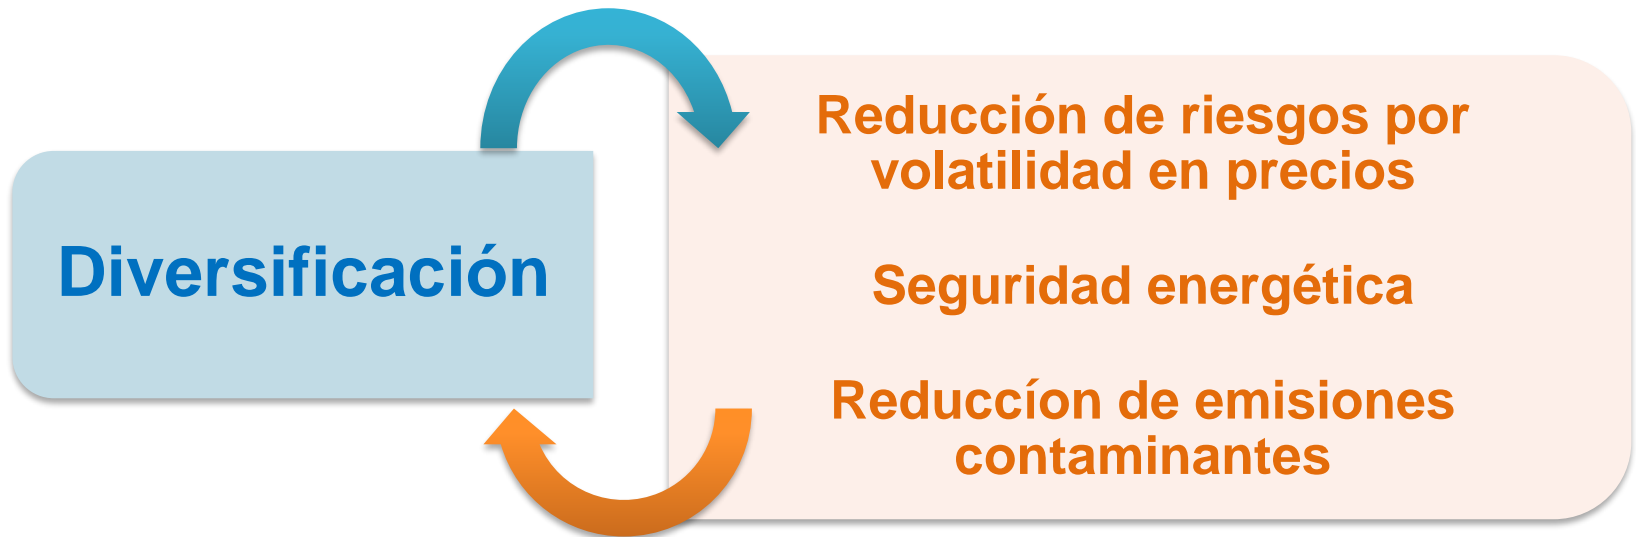 Diversificación
Reducción de riesgos por
volatilidad en precios
Seguridad energética
Reduccíon de emisiones
contaminantes